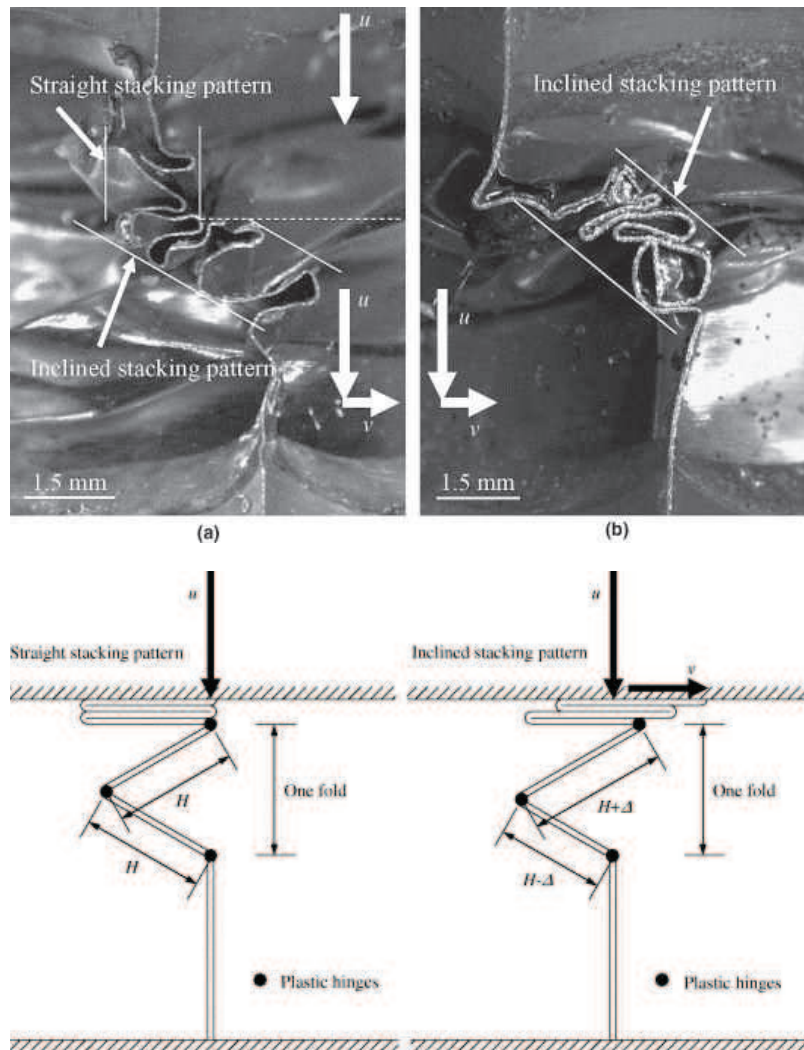 Straight stacking pattern
u
Inclined stacking pattern
u
v
1.5 mm
(a)
u
Inclined stacking pattern
u
v
1.5 mm
(b)
u
Straight stacking pattern
H
H
One fold
Plastic hinges
u
Inclined stacking pattern
v
H+Δ
H-Δ
One fold
Plastic hinges